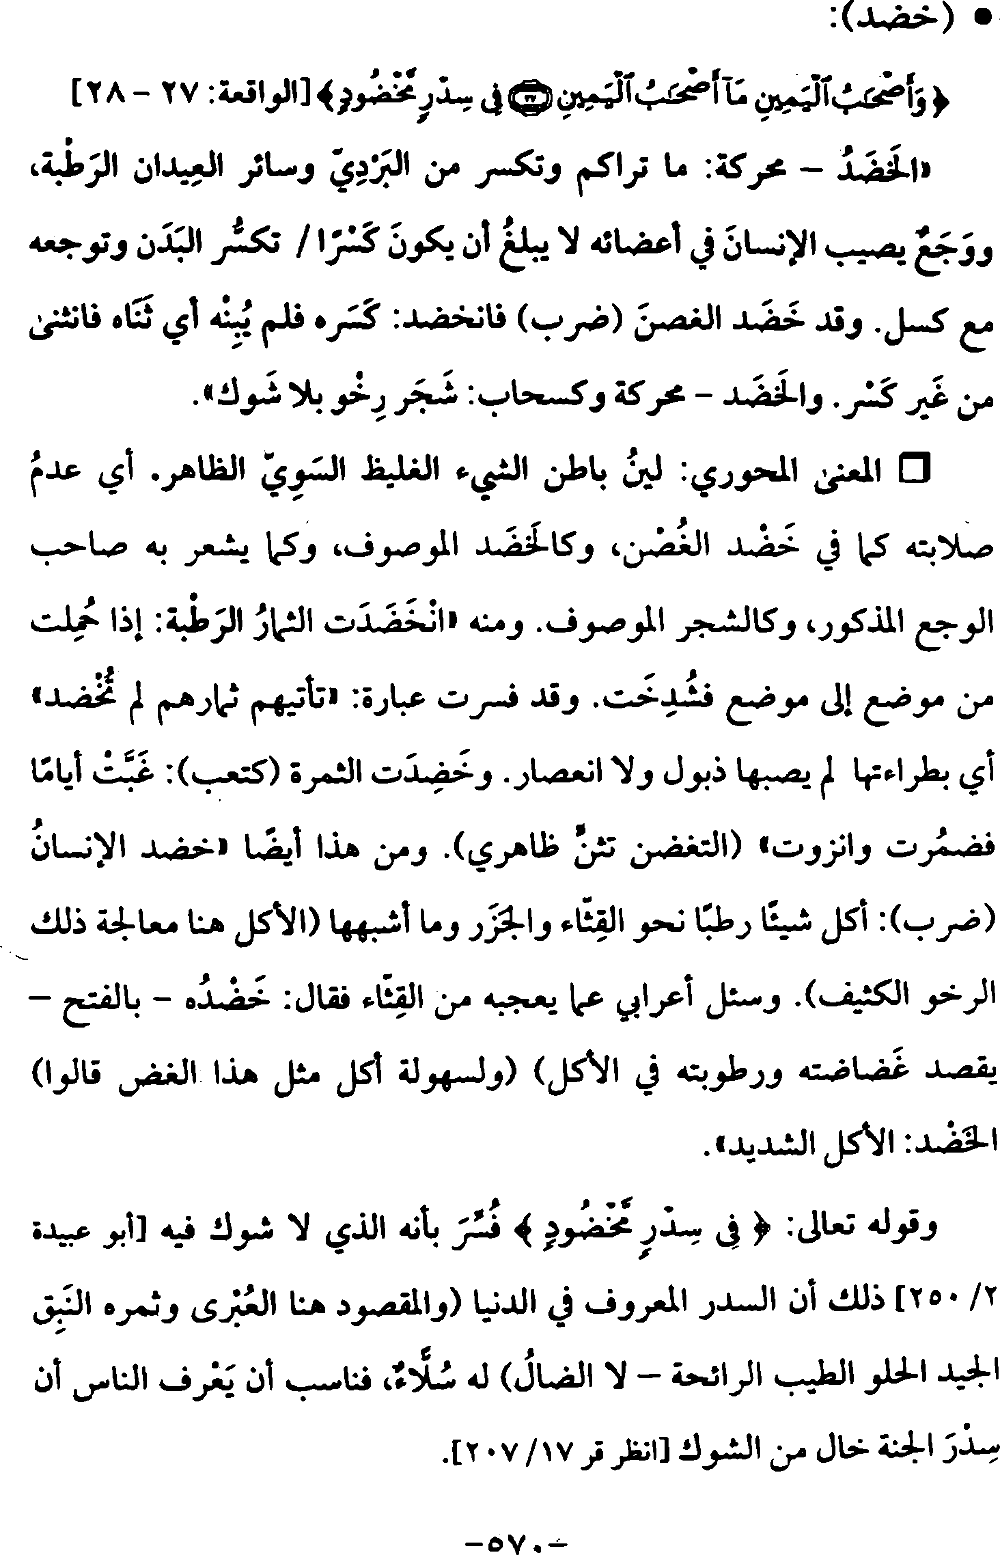 • (خضد):
﴿وَأَصْحَٰبُ ٱلْيَمِينِ مَآ أَصْحَٰبُ ٱلْيَمِينِ ۝٢٧ فِى سِدْرٍ مَّخْضُودٍ﴾ [الواقعة: ٢٧ – ٢٨]
«الخَضَدُ – محركة: ما تراكم وتكسر من البَرْدِيّ وسائر العِيدان الرَطْبة،
ووَجَعٌ يصيب الإنسانَ في أعضائه لا يبلغُ أن يكونَ كَسْرًا / تكسُّر البَدَن وتوجعه
مع كسل. وقد خَضَد الغصنَ (ضرب) فانخضد: كَسَره فلم يُبِنْه أي ثَنَاه فانثنىٰ
من غَير كَسْر. والخَضَد – محركة وكسحاب: شَجَر رِخْو بلا شَوك».
□ المعنىٰ المحوري: لينُ باطن الشيء الغليظ السَوِيّ الظاهر. أي عدمُ
صلابته كما في خَضْد الغُصْن، وكالخَضَد الموصوف، وكما يشعر به صاحب
الوجع المذكور، وكالشجر الموصوف. ومنه «انْخَضَدَت الثمارُ الرَطْبة: إذا حُمِلت
من موضع إلى موضع فشُدِخَت. وقد فسرت عبارة: «تأتيهم ثمارهم لم تُخْضد»
أي بطراءتها لم يصبها ذبول ولا انعصار. وخَضِدَت الثمرة (كتعب): غَبَّتْ أيامًا
فضمُرت وانزوت» (التغضن تثنٍّ ظاهري). ومن هذا أيضًا «خضد الإنسانُ
(ضرب): أكل شيئًا رطبًا نحو القِثّاء والجَزَر وما أشبهها (الأكل هنا معالجة ذلك
الرخو الكثيف). وسئل أعرابي عما يعجبه من القِثّاء فقال: خَضْدُه – بالفتح –
يقصد غَضاضته ورطوبته في الأكل) (ولسهولة أكل مثل هذا الغض قالوا)
الخَضْد: الأكل الشديد».
وقوله تعالى: ﴿فِى سِدْرٍ مَّخْضُودٍ﴾ فُسِّرَ بأنه الذي لا شوك فيه [أبو عبيدة
٢/ ٢٥٠] ذلك أن السدر المعروف في الدنيا (والمقصود هنا العُبْرى وثمره النَبِق
الجيد الحلو الطيب الرائحة – لا الضالُ) له سُلَّاءٌ، فناسب أن يَعْرف الناس أن
سِدْرَ الجنة خال من الشوك [انظر قر ١٧/ ٢٠٧].
-٥٧٠-